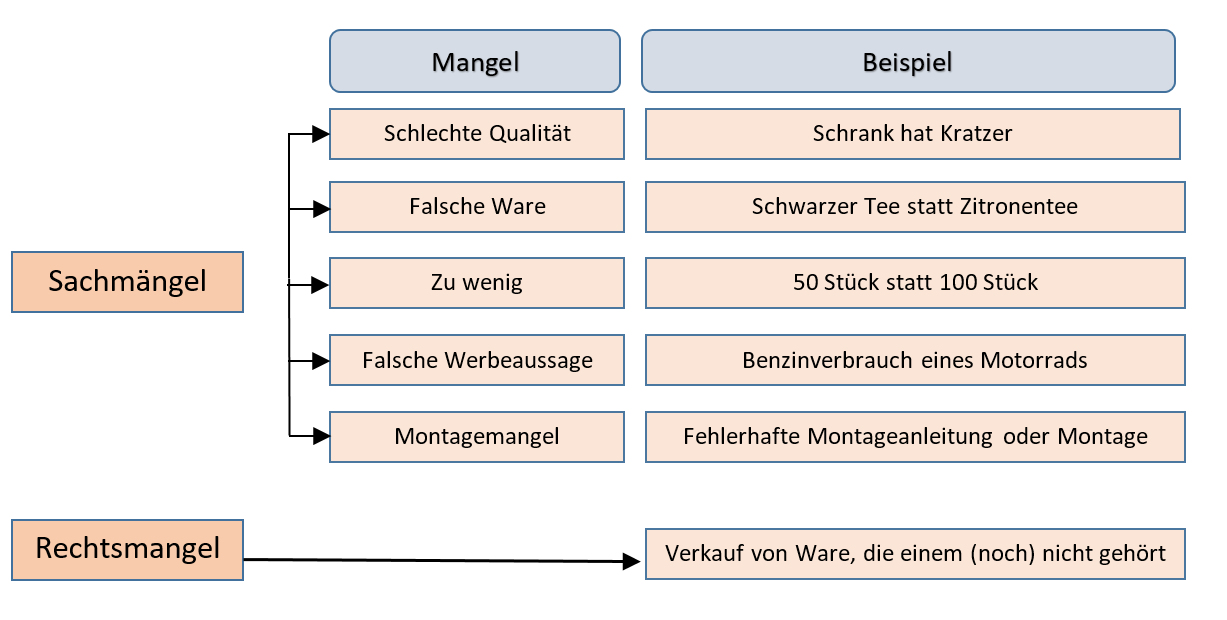 Mangel
Beispiel
Schlechte Qualität
Schrank hat Kratzer
Falsche Ware
Schwarzer Tee statt Zitronentee
Sachmängel
Zu wenig
50 Stück statt 100 Stück
Falsche Werbeaussage
Benzinverbrauch eines Motorrads
Montagemangel
Fehlerhafte Montageanleitung oder Montage
Rechtsmangel
Verkauf von Ware, die einem (noch) nicht gehört